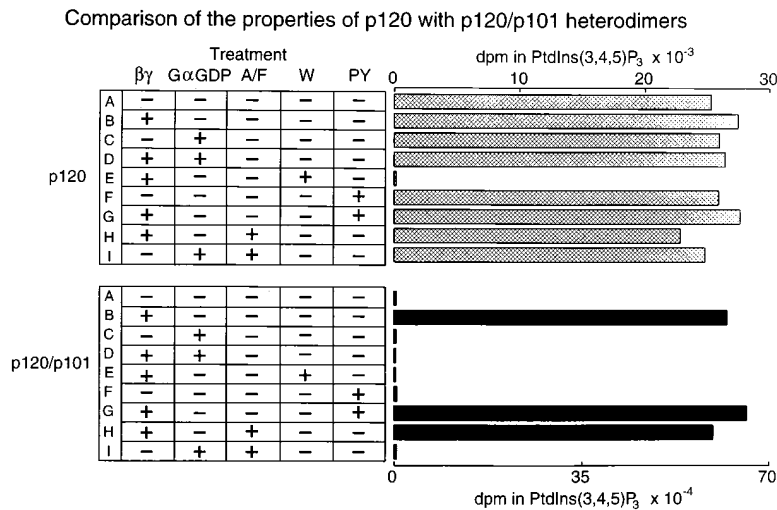 Comparison of the properties of p120 with p120/p101 heterodimers
Treatment
βγ GαGDP A/F W PY
dpm in PtdIns(3,4,5)P₃ x 10⁻³
0 10 20 30
p120
A − − − − −
B + − − − −
C − + − − −
D + + − − −
E + − − + −
F − − − − +
G + − − − +
H + − + − −
I − + + − −
p120/p101
A − − − − −
B + − − − −
C − + − − −
D + + − − −
E + − − + −
F − − − − +
G + − − − +
H + − + − −
I − + + − −
0 35 70
dpm in PtdIns(3,4,5)P₃ x 10⁻⁴